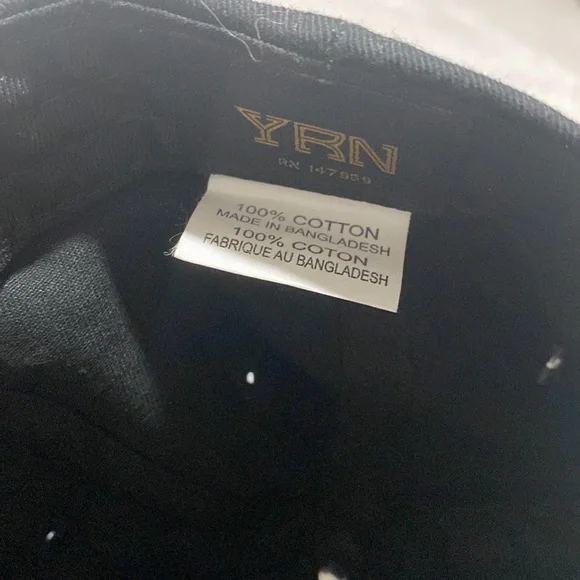 YRN
RN 147859
100% COTTON
MADE IN BANGLADESH
100% COTON
FABRIQUE AU BANGLADESH